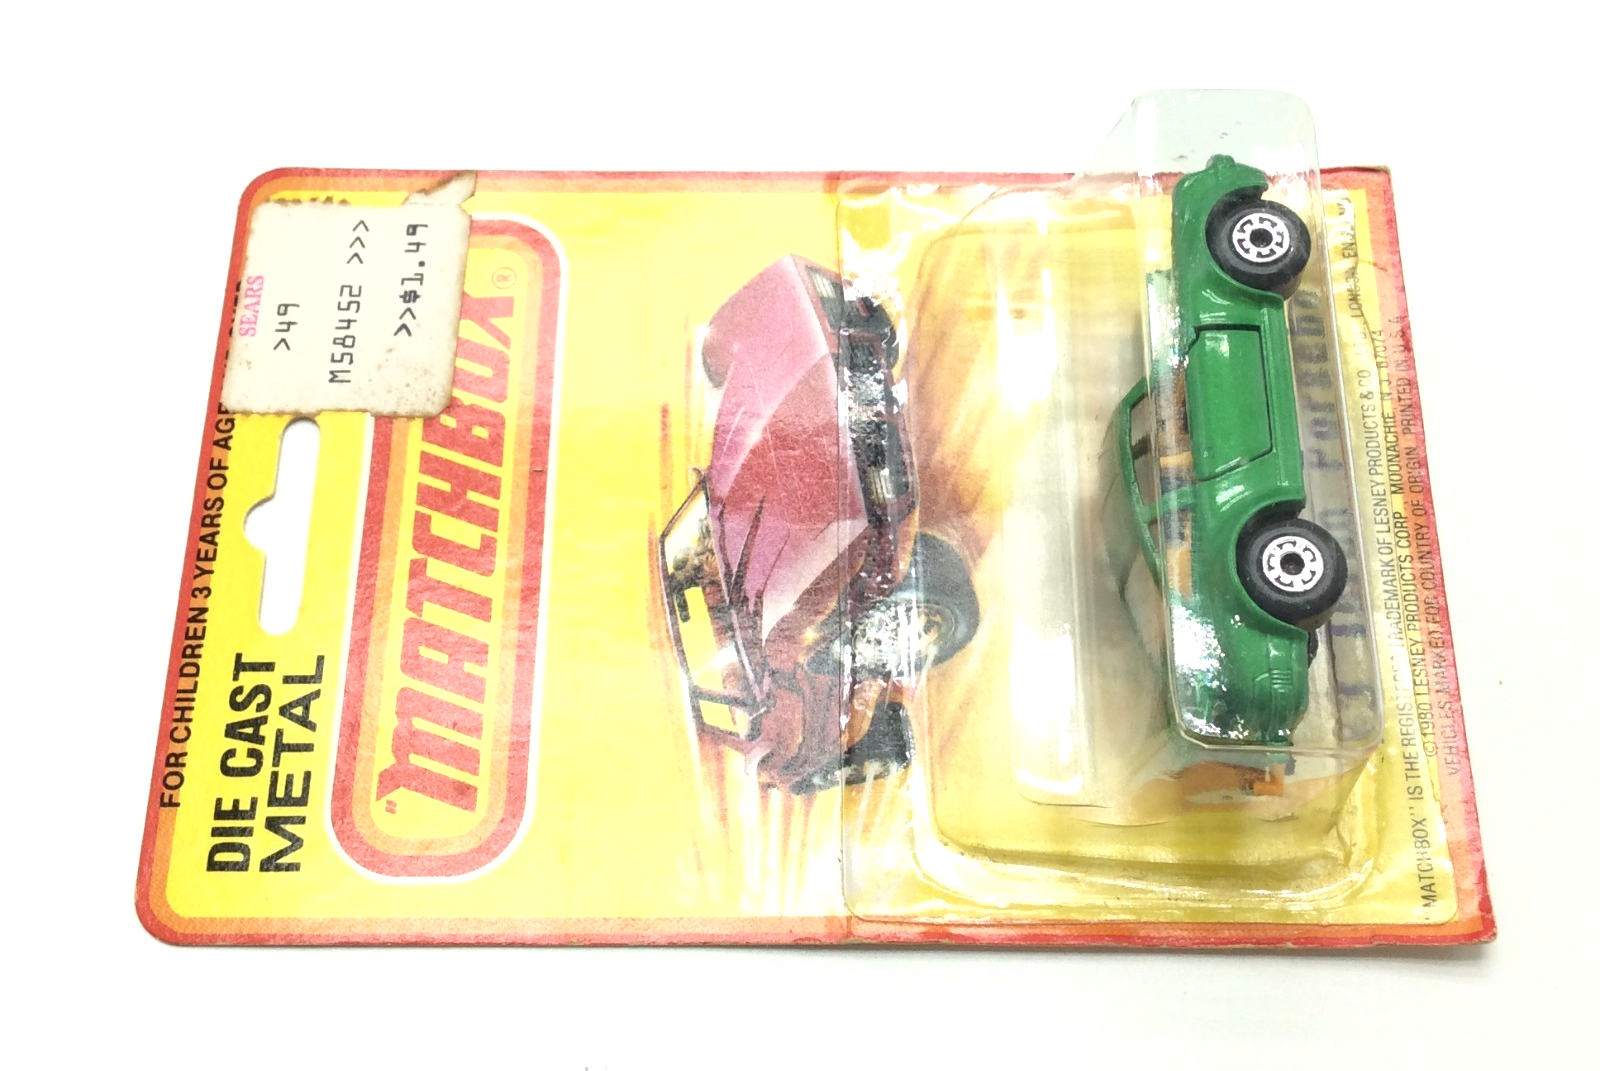 FOR CHILDREN 3 YEARS OF AGE
SEARS
>49
M58452 >>>
>>$1.49
DIE CAST
METAL
"MATCHBOX®
"MATCHBOX" IS THE REGISTERED TRADEMARK OF LESNEY PRODUCTS & CO. LONDON, ENGLAND
©1980 LESNEY PRODUCTS CORP. MOONACHIE N J 07074
VEHICLES MARKED FOR COUNTRY OF ORIGIN PRINTED IN U.S.A.